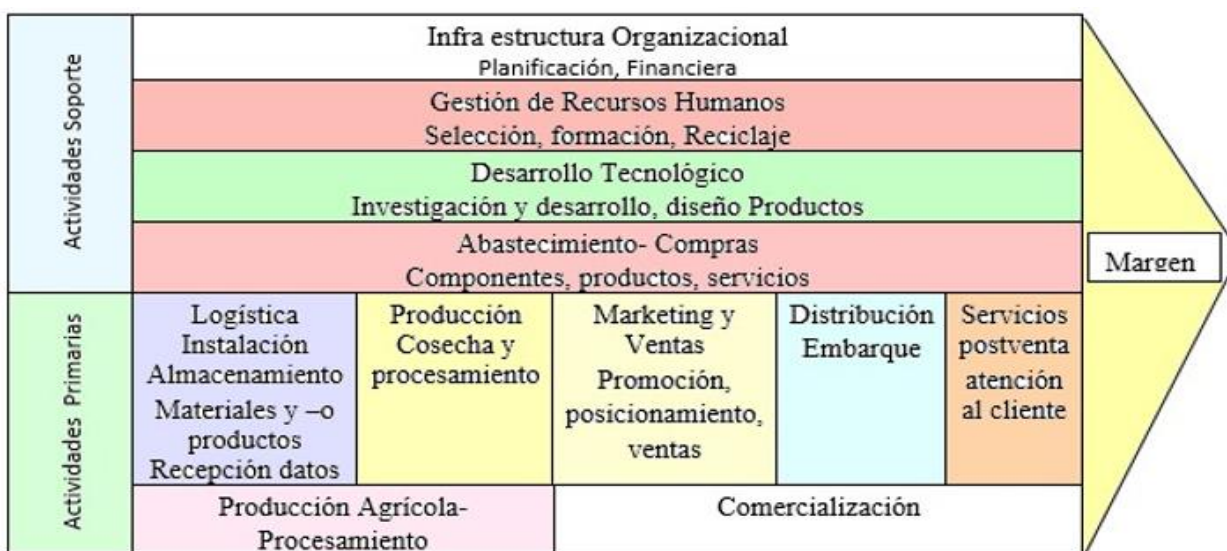 Actividades Soporte
Infra estructura Organizacional
Planificación, Financiera
Gestión de Recursos Humanos
Selección, formación, Reciclaje
Desarrollo Tecnológico
Investigación y desarrollo, diseño Productos
Abastecimiento- Compras
Componentes, productos, servicios
Margen
Actividades Primarias
Logística
Instalación
Almacenamiento
Materiales y –o
productos
Recepción datos
Producción
Cosecha y
procesamiento
Marketing y
Ventas
Promoción,
posicionamiento,
ventas
Distribución
Embarque
Servicios
postventa
atención
al cliente
Producción Agrícola-
Procesamiento
Comercialización